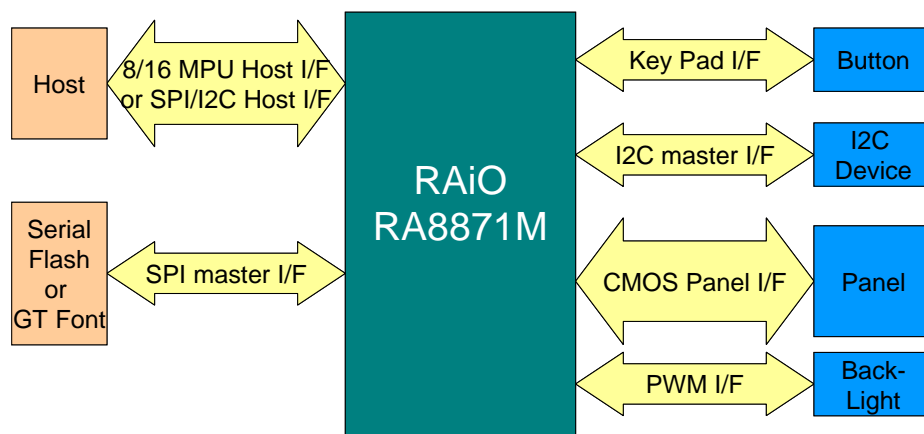 Host
8/16 MPU Host I/F
or SPI/I2C Host I/F
Serial
Flash
or
GT Font
SPI master I/F
RAiO
RA8871M
Key Pad I/F
Button
I2C master I/F
I2C
Device
CMOS Panel I/F
Panel
PWM I/F
Back-
Light